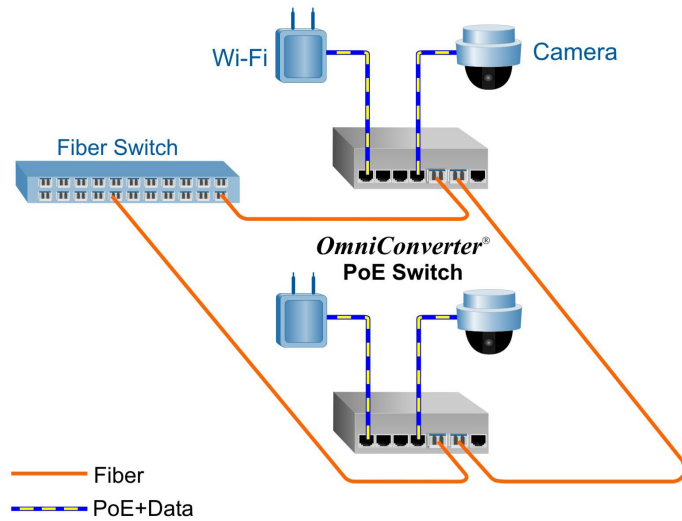 Wi-Fi
Camera
Fiber Switch
OmniConverter®
PoE Switch
Fiber
PoE+Data